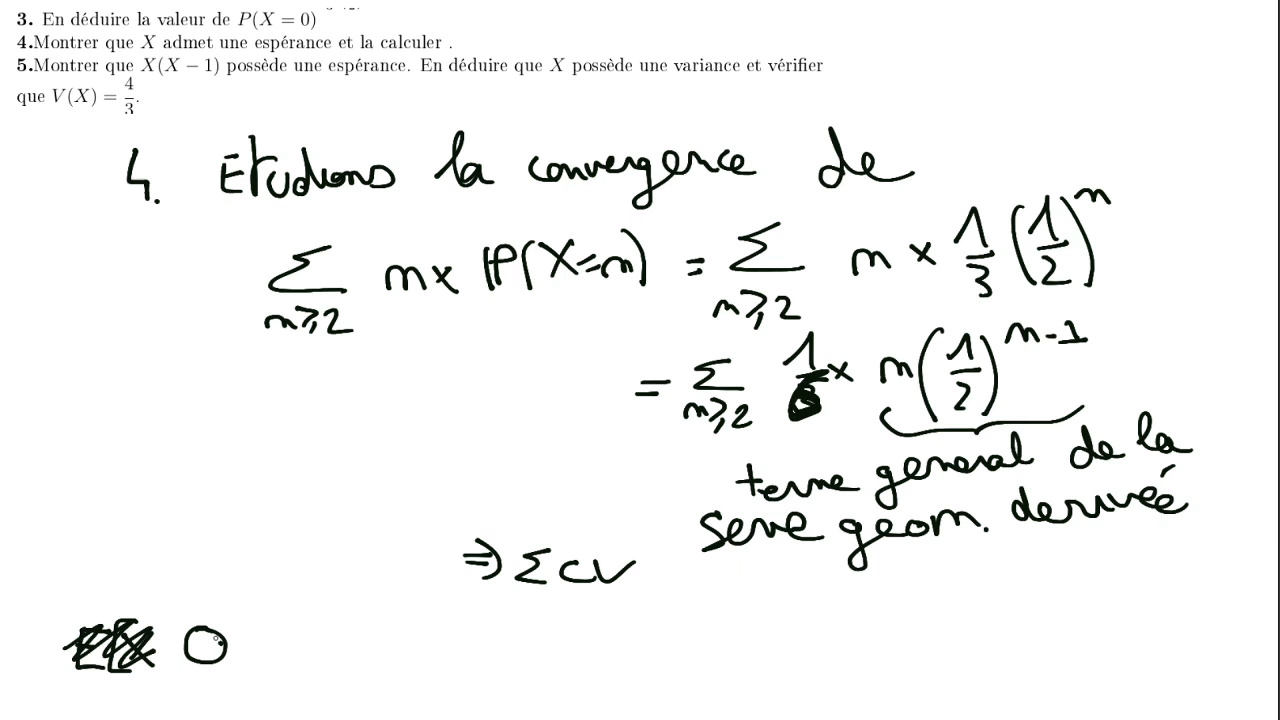 3. En déduire la valeur de P(X = 0)
4.Montrer que X admet une espérance et la calculer .
5.Montrer que X(X − 1) possède une espérance. En déduire que X possède une variance et vérifier
que V(X) = 4/3.
4. Etudions la convergence de
∑_{n≥2} n × P(X=n) = ∑_{n≥2} n × 1/3 (1/2)^n
= ∑_{n≥2} 1/6 × n(1/2)^{n-1}
terme general de la
serie geom. derivée
⇒ ∑ CV
O